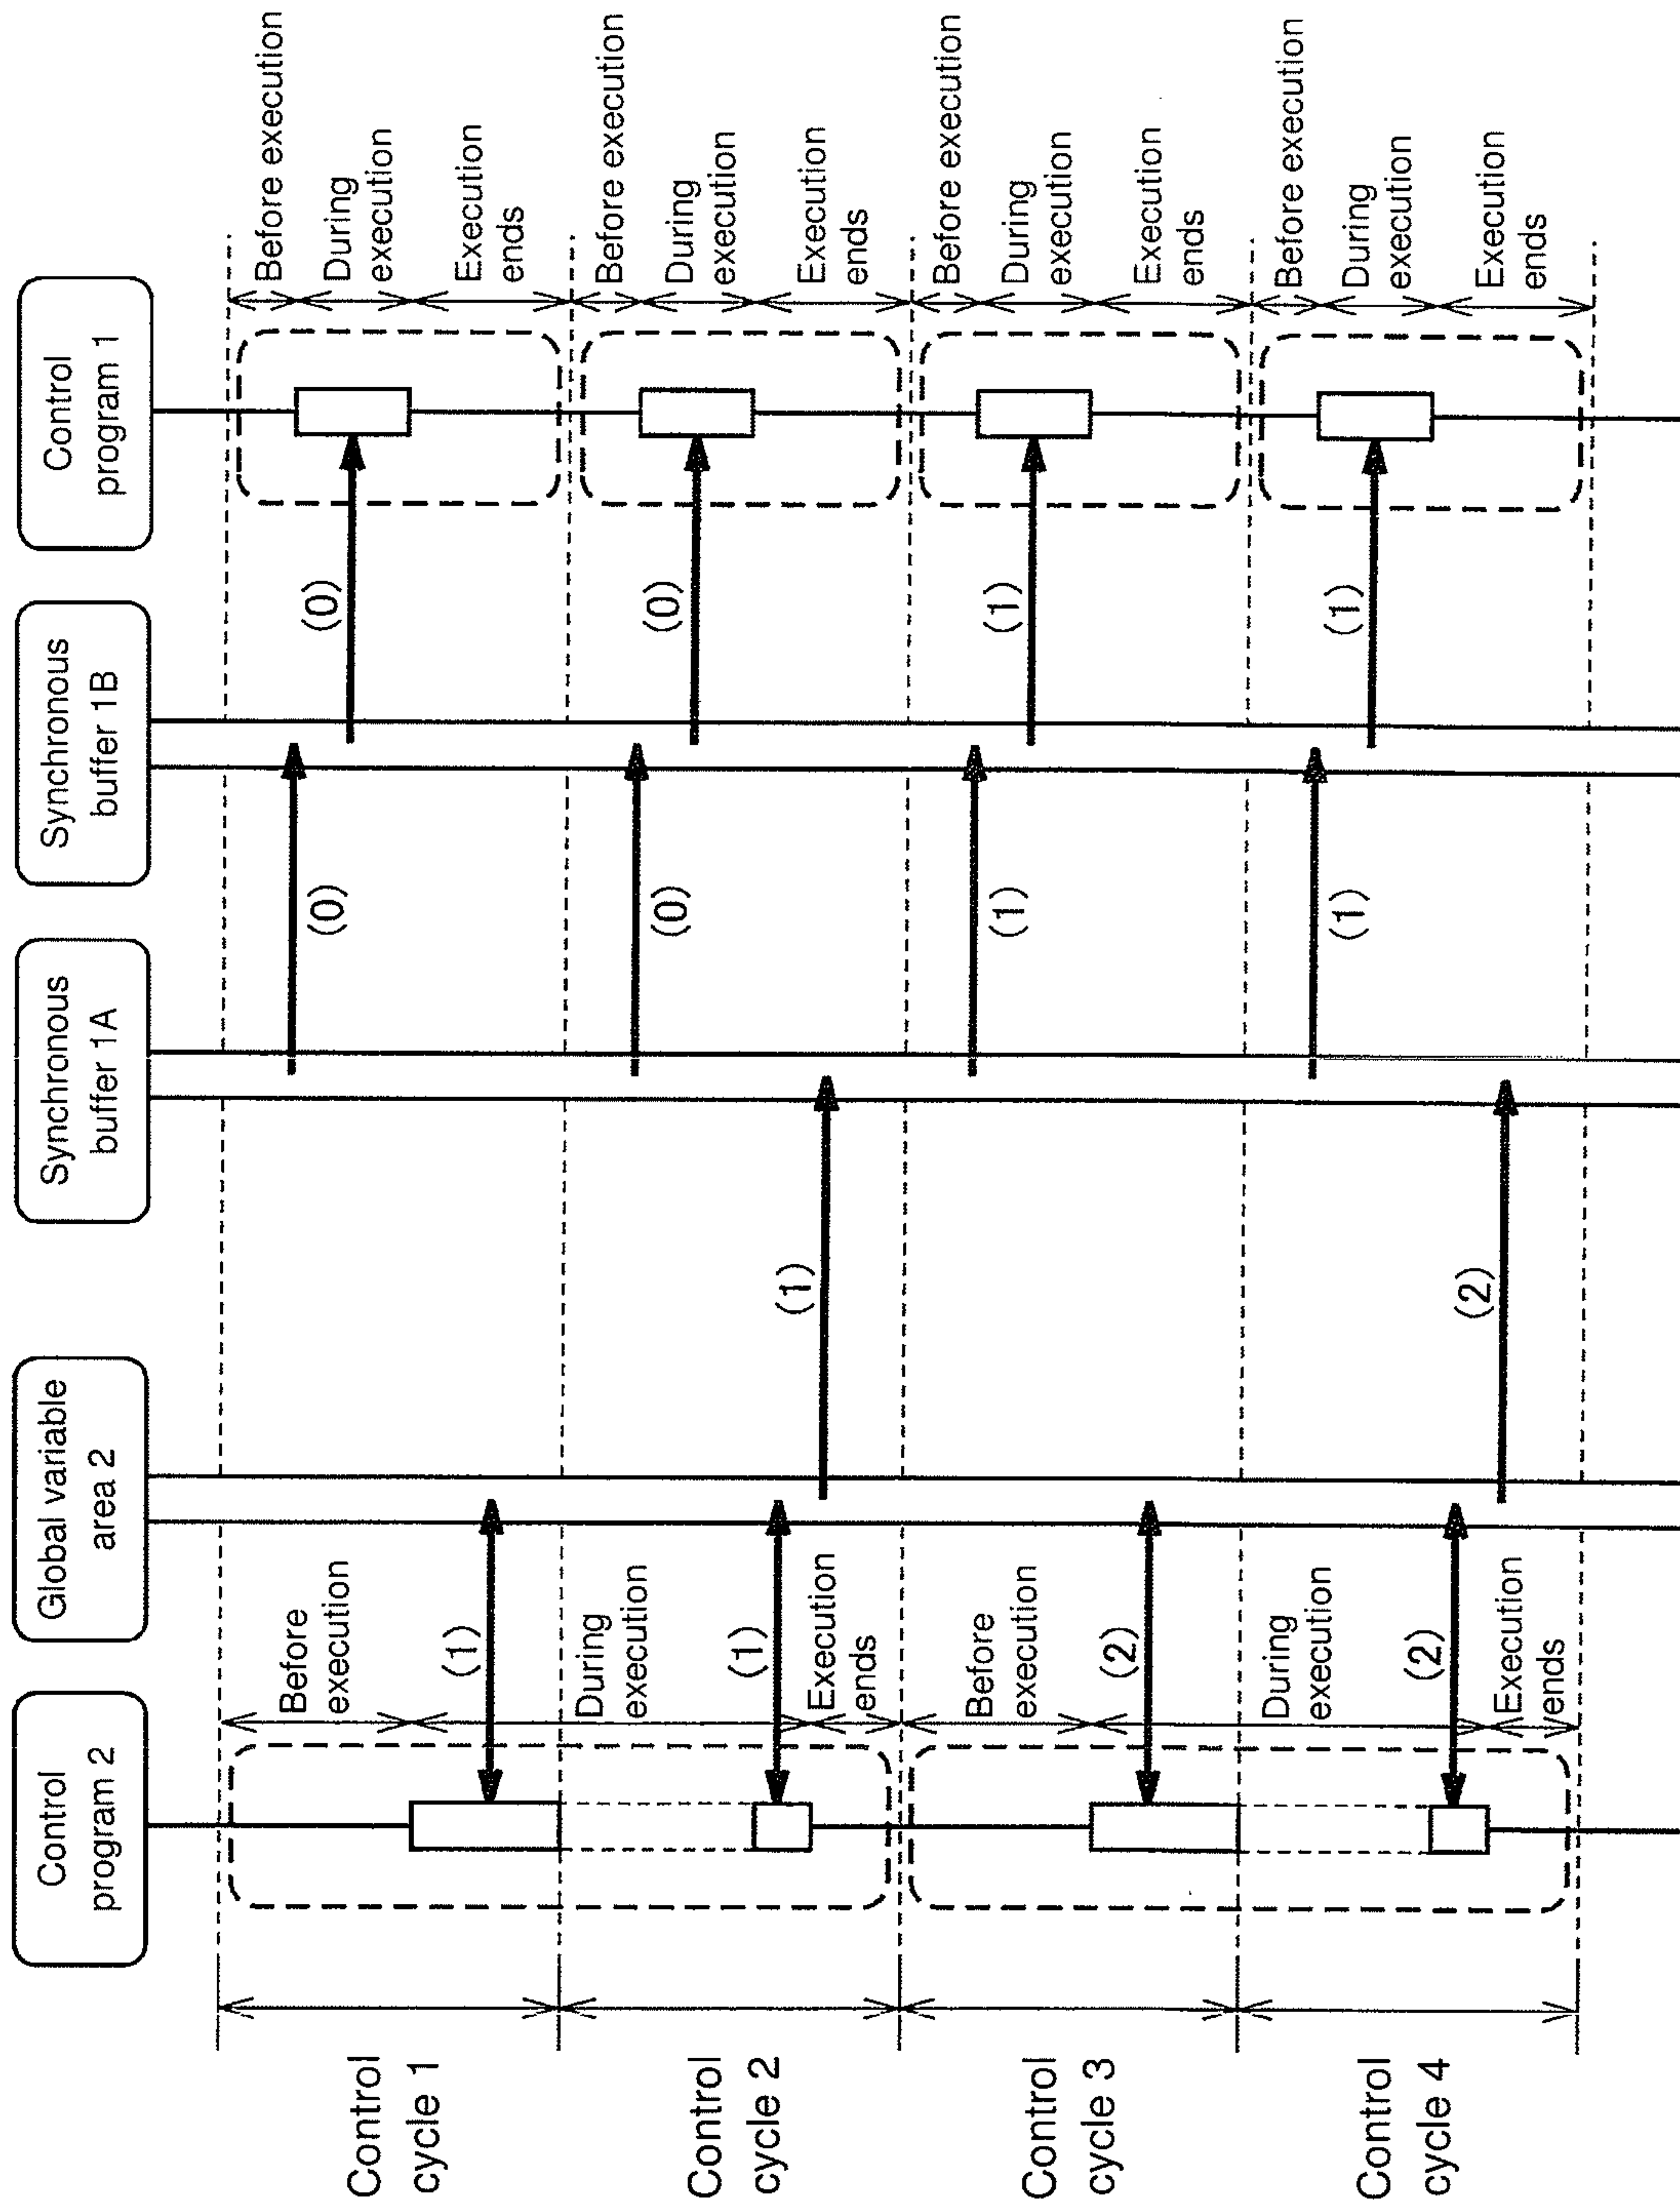 Control
program 2
Global variable
area 2
Synchronous
buffer 1A
Synchronous
buffer 1B
Control
program 1
Control
cycle 1
Before
execution
(1)
(0)
(0)
Before execution
During
execution
Execution
ends
Control
cycle 2
During
execution
(1)
Execution
ends
(1)
(0)
(0)
Before execution
During
execution
Execution
ends
Control
cycle 3
Before
execution
(2)
(1)
(1)
Before execution
During
execution
Execution
ends
Control
cycle 4
During
execution
(2)
Execution
ends
(2)
(1)
(1)
Before execution
During
execution
Execution
ends